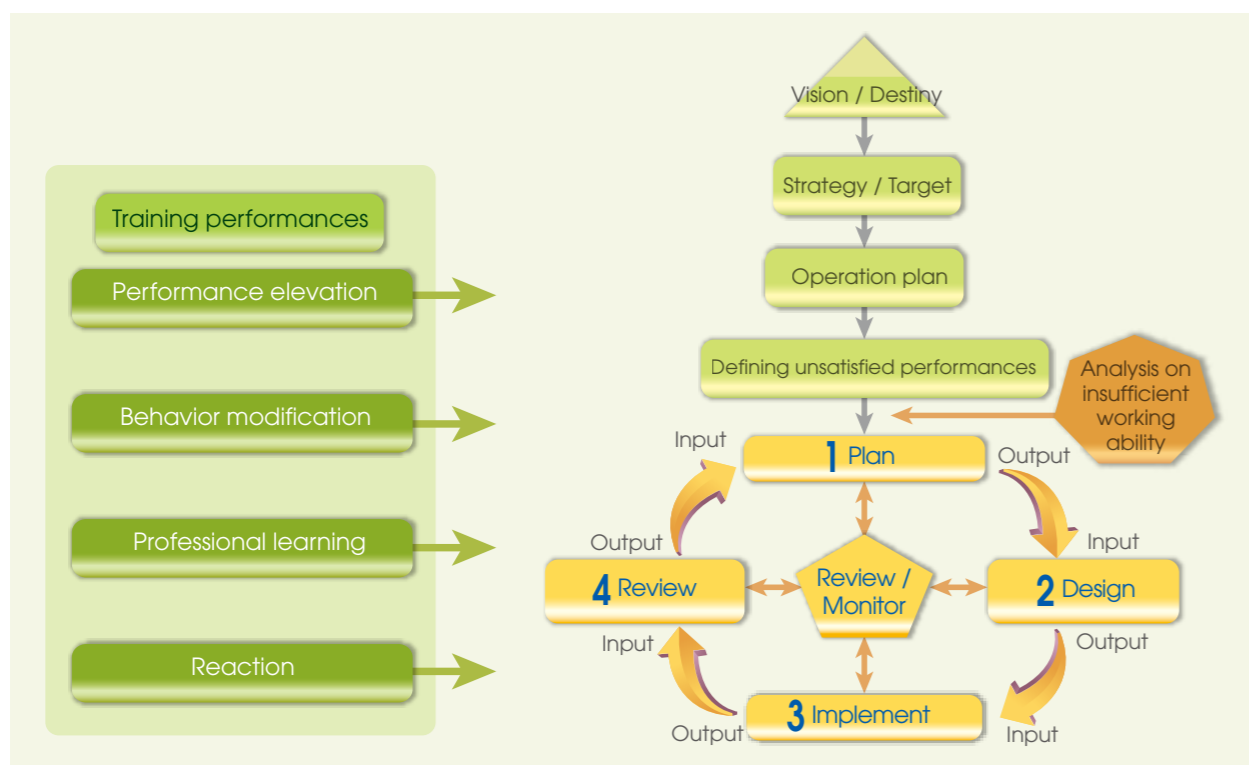 Training performances
Performance elevation
Behavior modification
Professional learning
Reaction
Vision / Destiny
Strategy / Target
Operation plan
Defining unsatisfied performances
Analysis on
insufficient
working
ability
1 Plan
Output
Input
2 Design
Output
Input
3 Implement
Output
Input
4 Review
Output
Input
Review /
Monitor